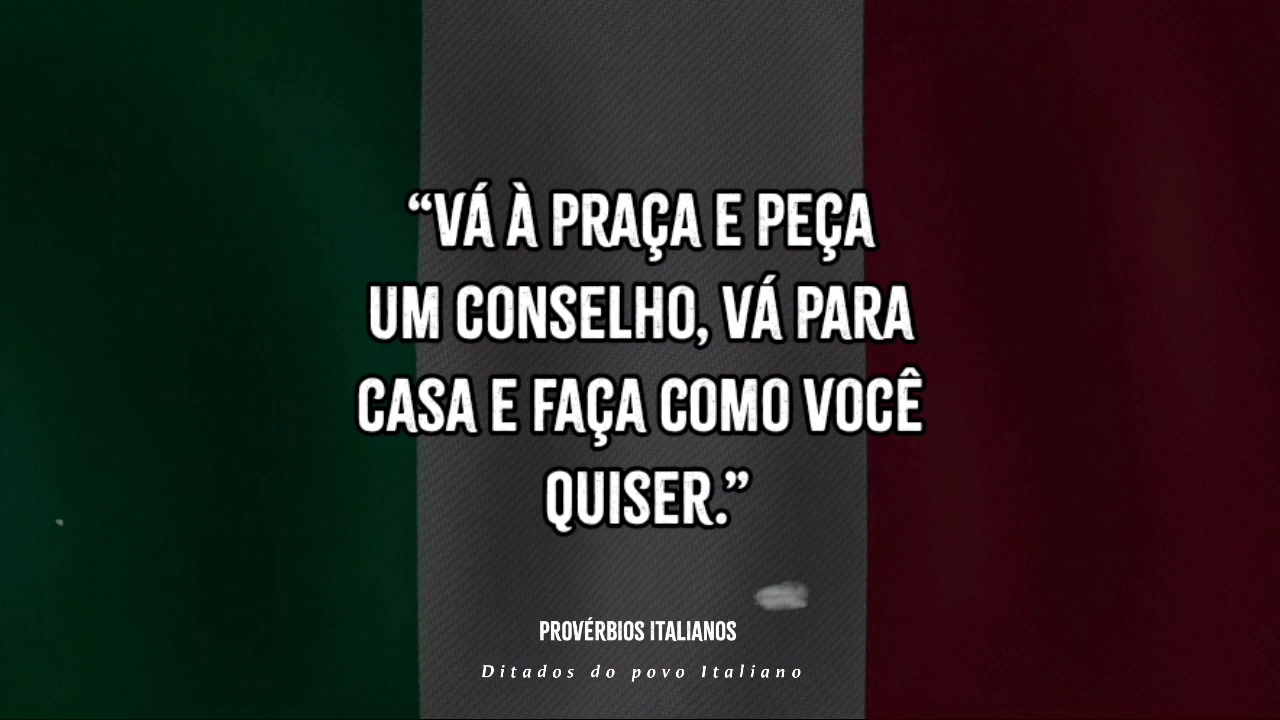 “VÁ À PRAÇA E PEÇA
UM CONSELHO, VÁ PARA
CASA E FAÇA COMO VOCÊ
QUISER.”
PROVÉRBIOS ITALIANOS
Ditados do povo Italiano